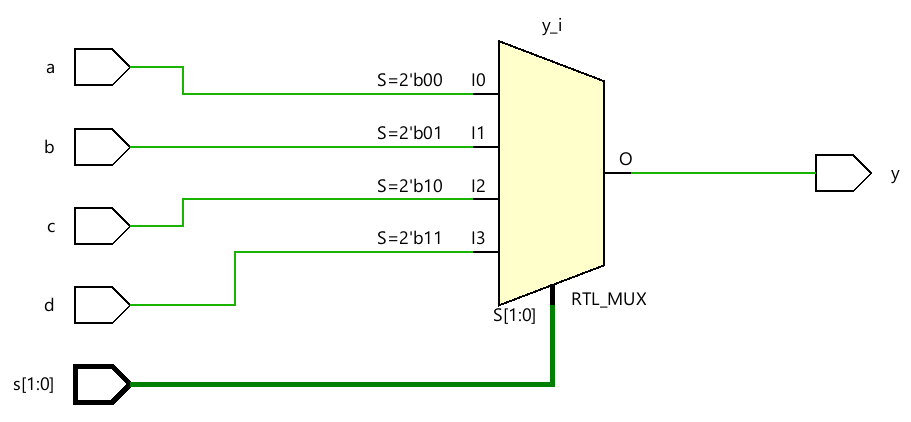 y_i
a
S=2'b00 I0
b
S=2'b01 I1
O
y
c
S=2'b10 I2
d
S=2'b11 I3
RTL_MUX
S[1:0]
s[1:0]